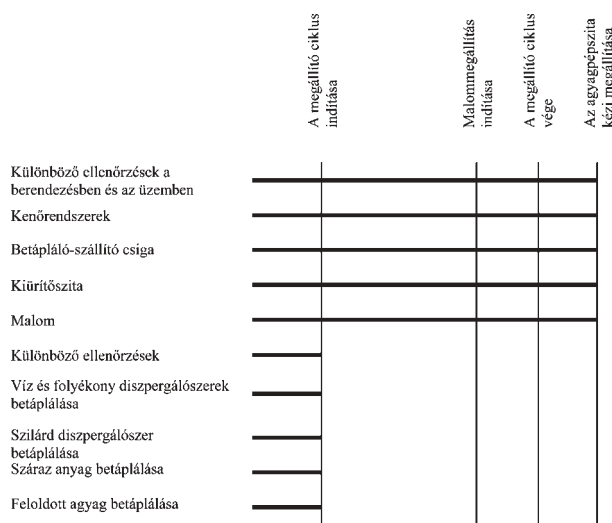 A megállító ciklus
indítása
Malommegállítás
indítása
A megállító ciklus
vége
Az agyagpépszita
kézi megállítása
Különböző ellenőrzések a
berendezésben és az üzemben
Kenőrendszerek
Betápláló-szállító csiga
Kiürítőszita
Malom
Különböző ellenőrzések
Víz és folyékony diszpergálószerek
betáplálása
Szilárd diszpergálószer
betáplálása
Száraz anyag betáplálása
Feloldott agyag betáplálása